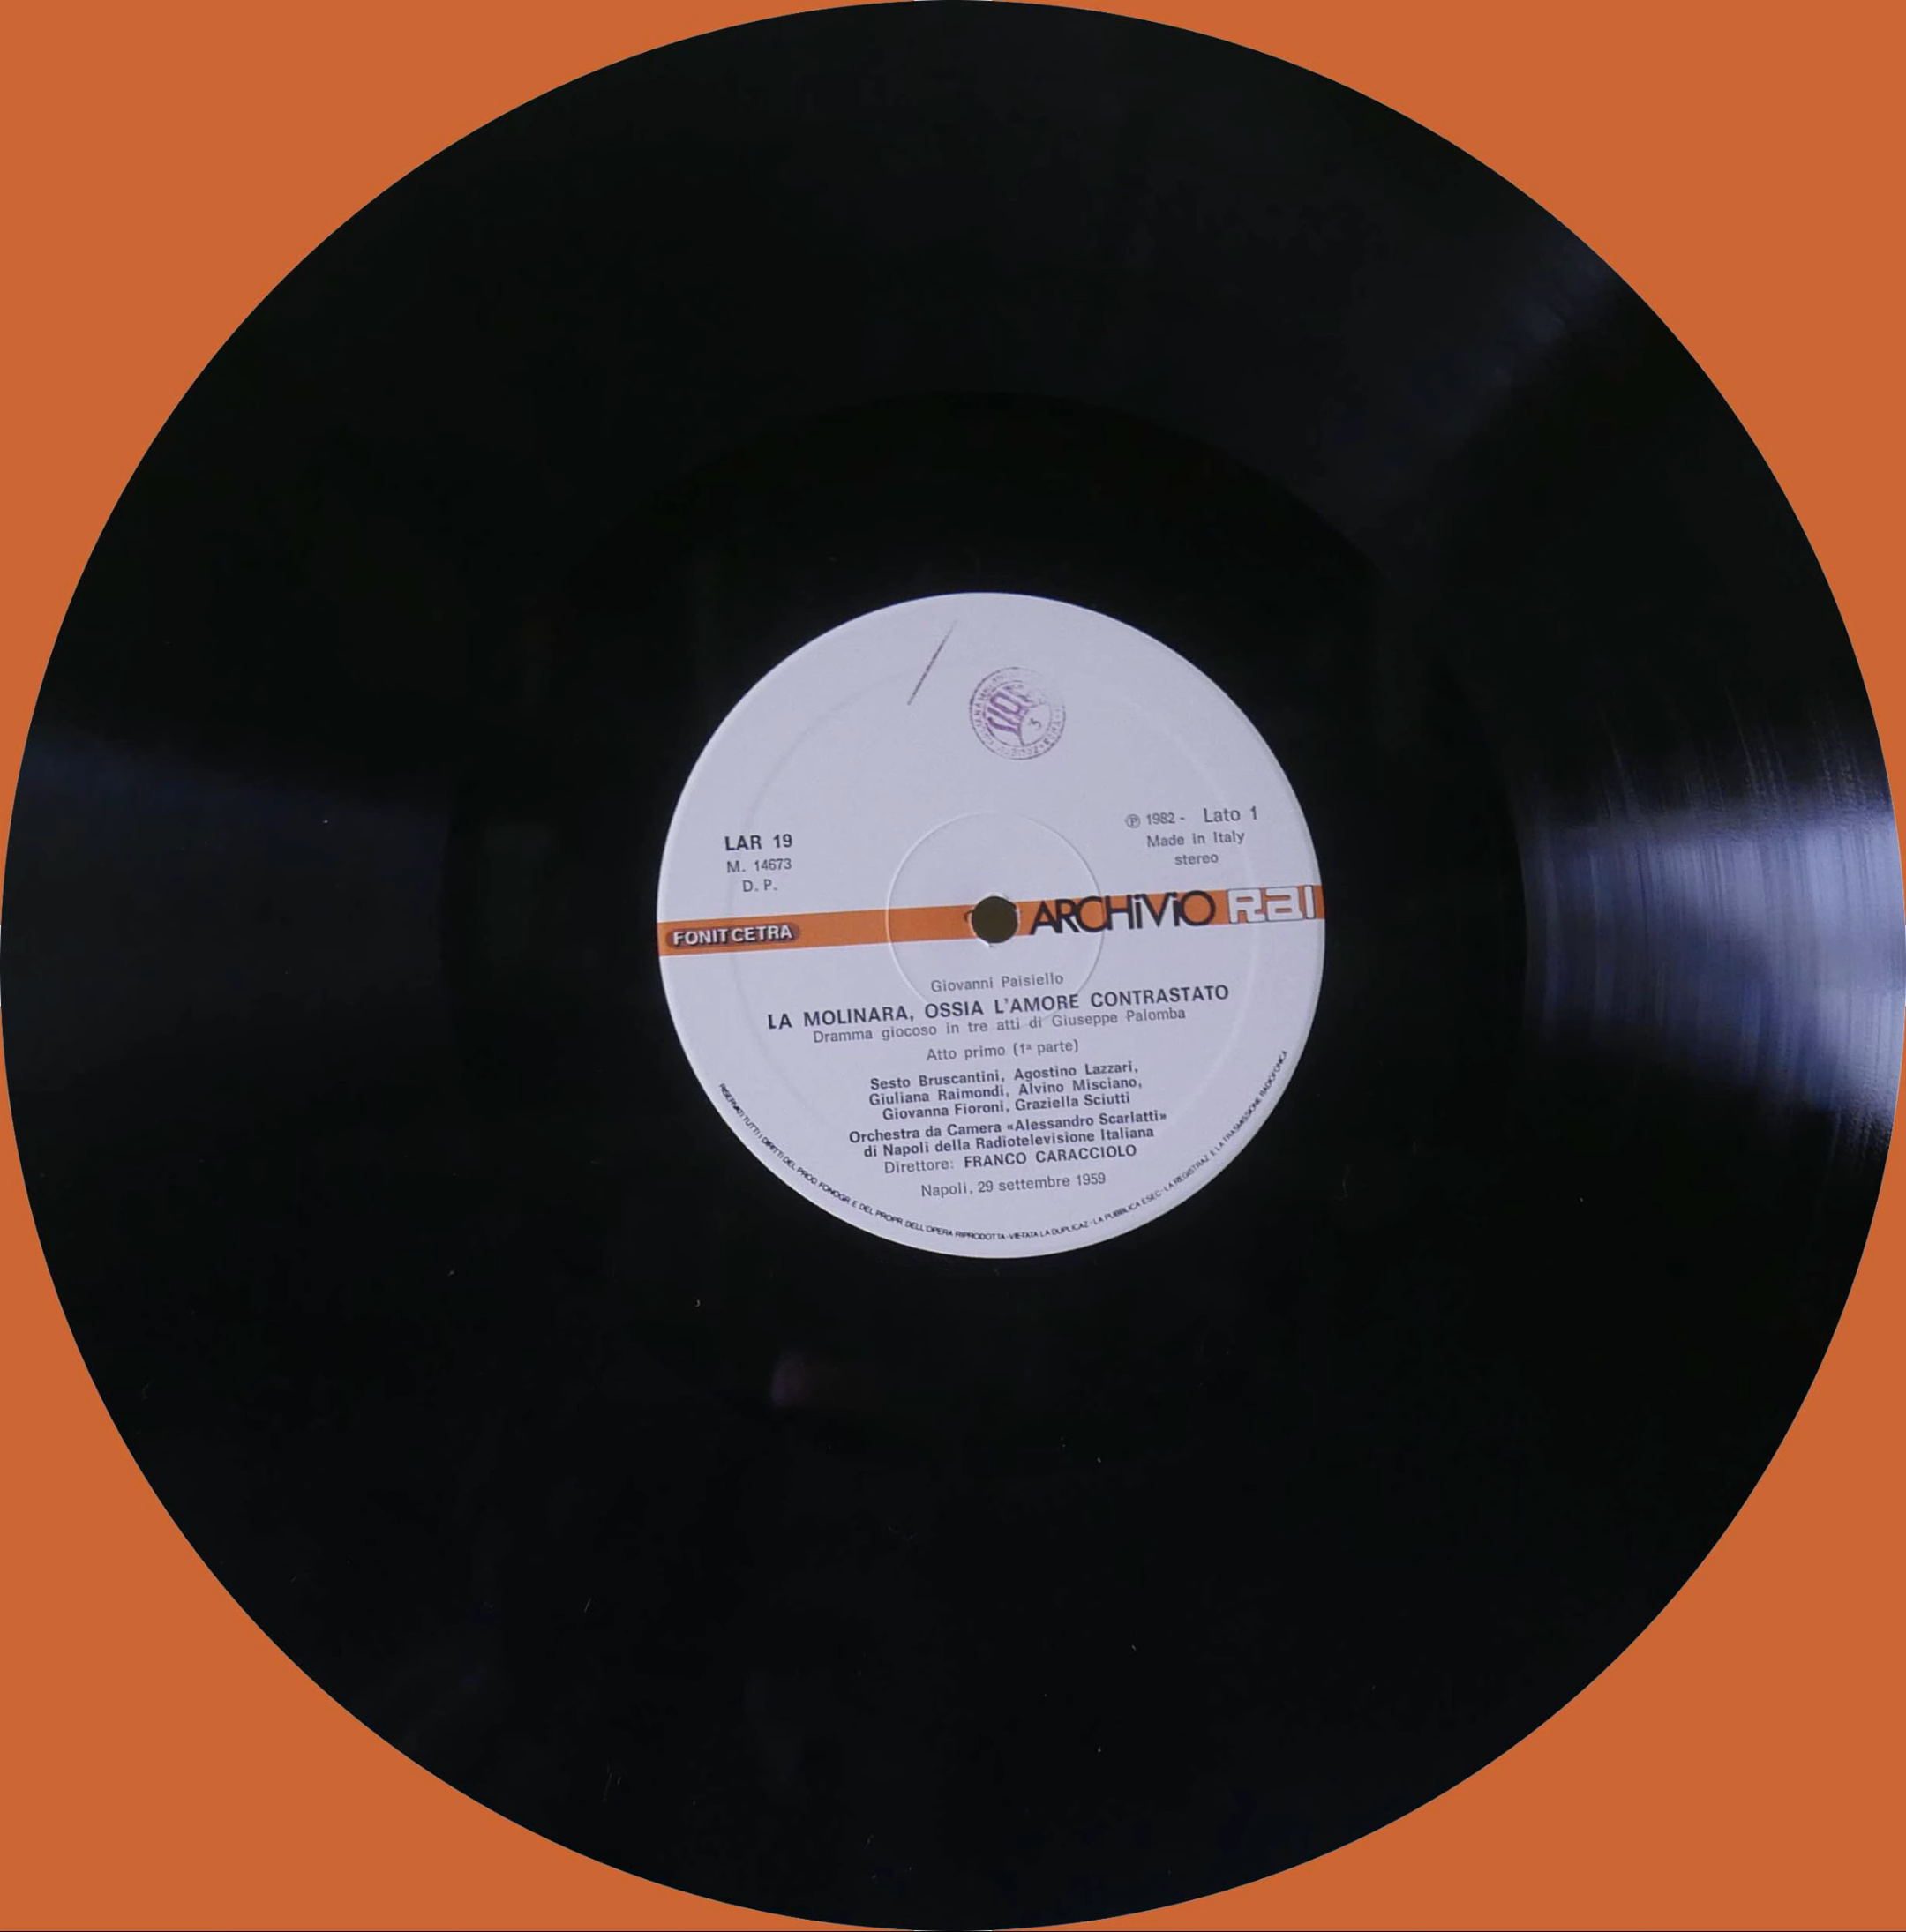 LAR 19
M. 14673
D. P.
℗ 1982 - Lato 1
Made in Italy
stereo
FONIT CETRA
ARCHiViO RAI
Giovanni Paisiello
LA MOLINARA, OSSIA L'AMORE CONTRASTATO
Dramma giocoso in tre atti di Giuseppe Palomba
Atto primo (1ª parte)
Sesto Bruscantini, Agostino Lazzari,
Giuliana Raimondi, Alvino Misciano,
Giovanna Fioroni, Graziella Sciutti
Orchestra da Camera «Alessandro Scarlatti»
di Napoli della Radiotelevisione Italiana
Direttore: FRANCO CARACCIOLO
Napoli, 29 settembre 1959
RISERVATI TUTTI I DIRITTI DEL PROD. FONOGR. E DEL PROPR. DELL'OPERA RIPRODOTTA - VIETATA LA DUPLICAZ. - LA PUBBLICA ESEC. - LA REGISTRAZ. E LA TRASMISSIONE RADIOFONICA